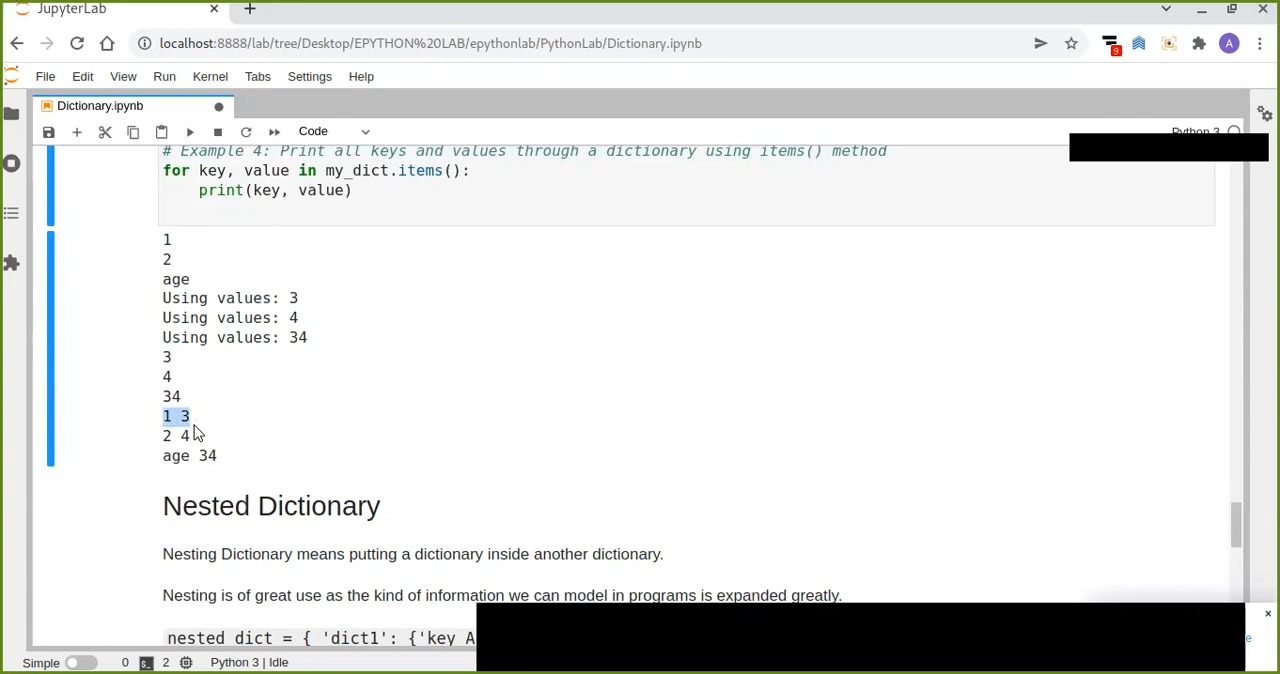 JupyterLab
localhost:8888/lab/tree/Desktop/EPYTHON%20LAB/epythonlab/PythonLab/Dictionary.ipynb
9
A
File Edit View Run Kernel Tabs Settings Help
Dictionary.ipynb
Code
Python 3
# Example 4: Print all keys and values through a dictionary using items() method
for key, value in my_dict.items():
print(key, value)
1
2
age
Using values: 3
Using values: 4
Using values: 34
3
4
34
1 3
2 4
age 34
Nested Dictionary
Nesting Dictionary means putting a dictionary inside another dictionary.
Nesting is of great use as the kind of information we can model in programs is expanded greatly.
nested_dict = { 'dict1': {'key_A
Simple 0 2 Python 3 | Idle